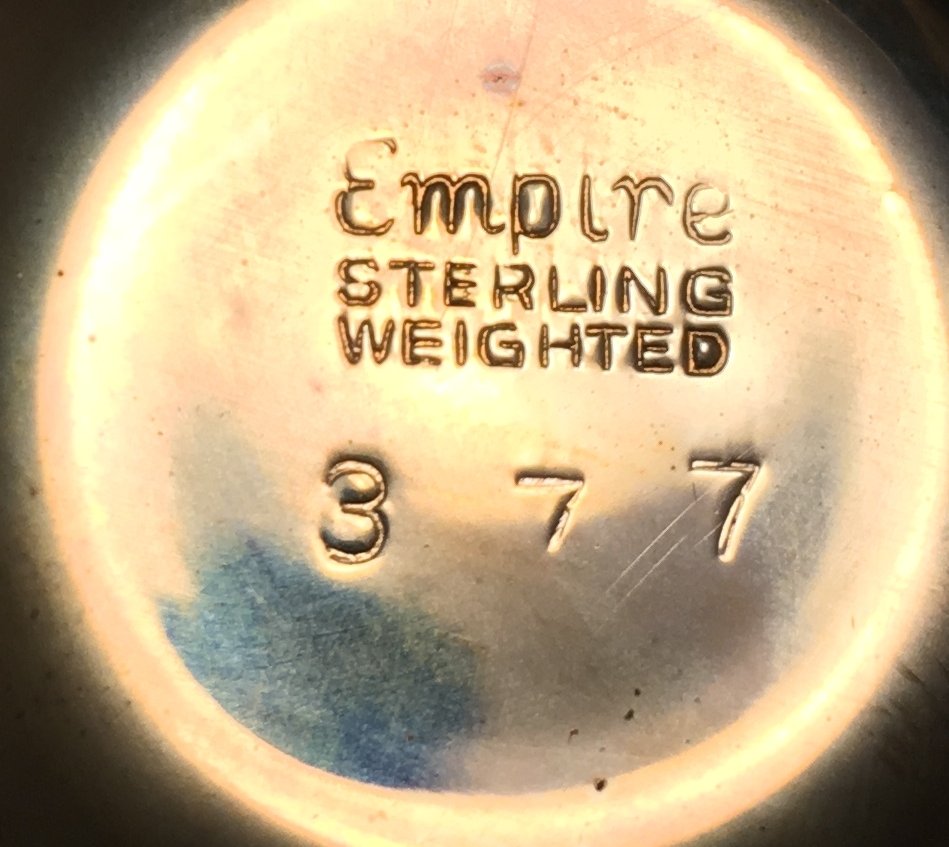 Empire
STERLING
WEIGHTED
3 7 7